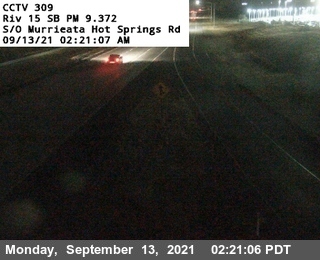 CCTV 309
Riv 15 SB PM 9.372
S/O Murrieata Hot Springs Rd
09/13/21 02:21:07 AM
Monday, September 13, 2021 02:21:06 PDT